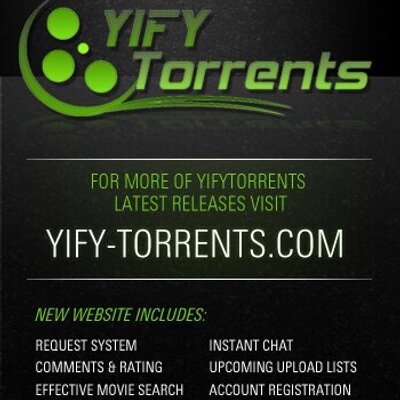 YIFY
Torrents
FOR MORE OF YIFYTORRENTS
LATEST RELEASES VISIT
YIFY-TORRENTS.COM
NEW WEBSITE INCLUDES:
REQUEST SYSTEM
COMMENTS & RATING
EFFECTIVE MOVIE SEARCH
INSTANT CHAT
UPCOMING UPLOAD LISTS
ACCOUNT REGISTRATION